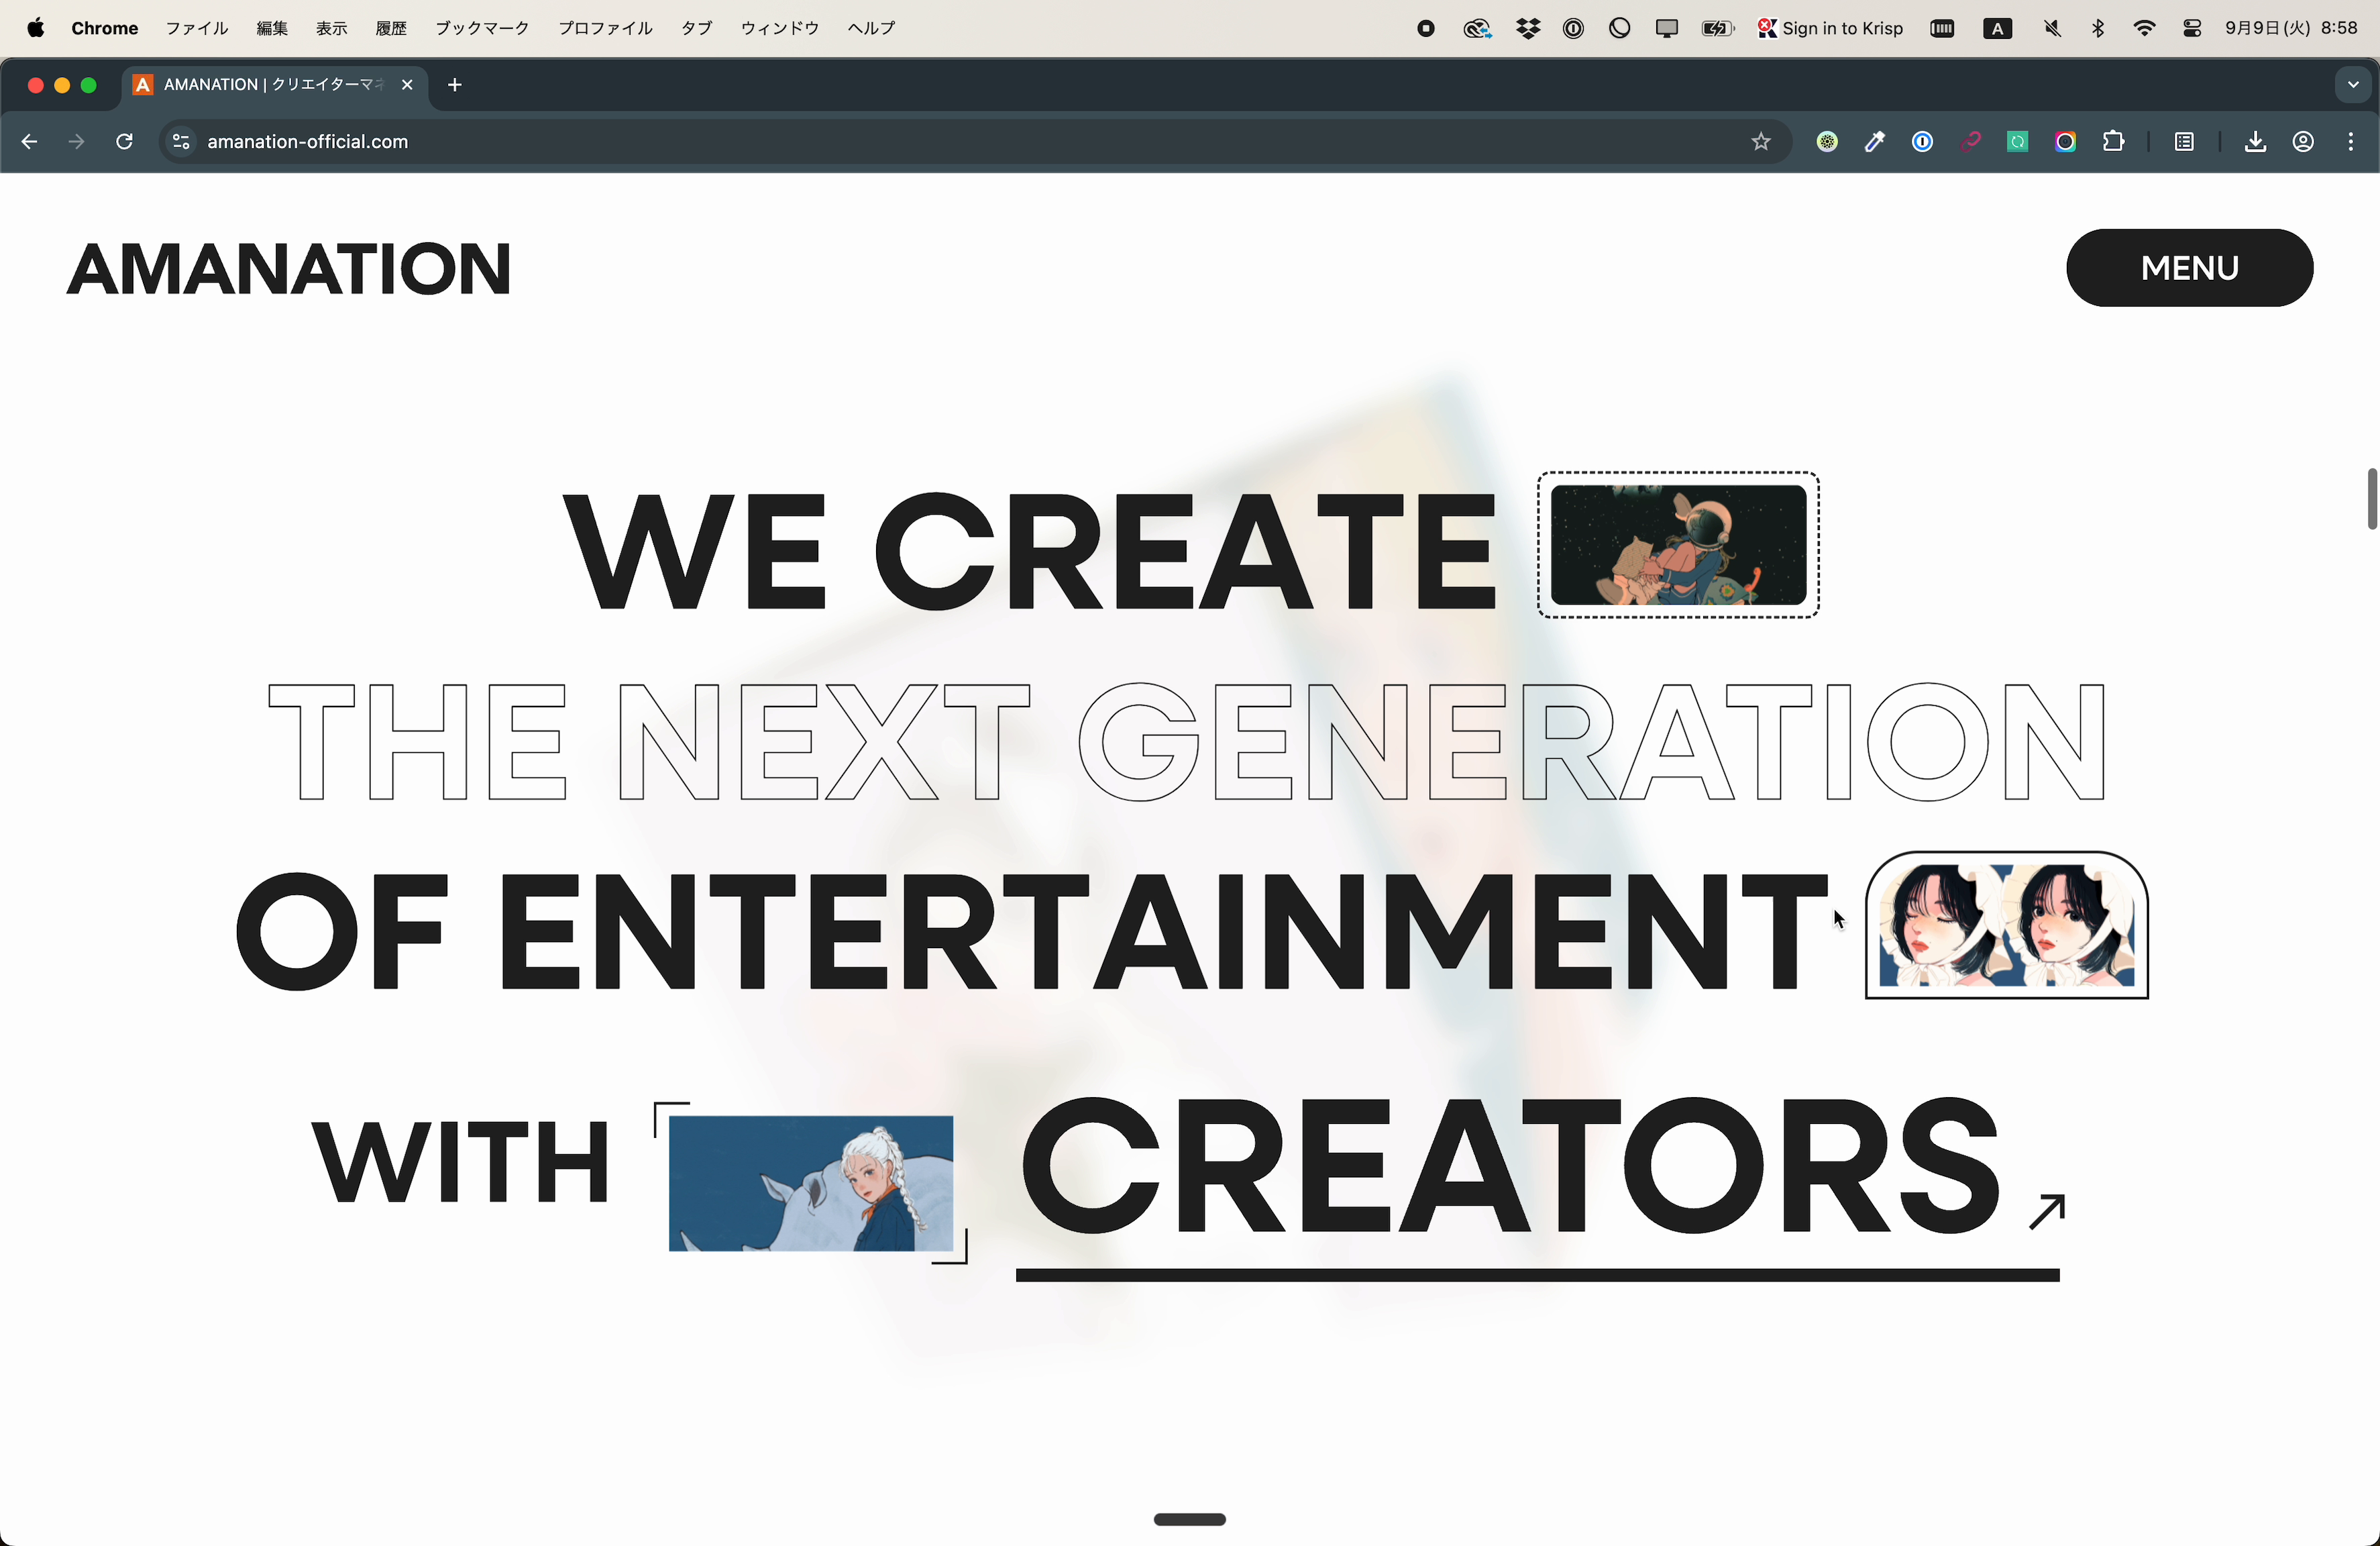 Chrome ファイル 編集 表示 履歴 ブックマーク プロファイル タブ ウィンドウ ヘルプ Sign in to Krisp A 9月9日(火) 8:58
A AMANATION | クリエイターマネ
amanation-official.com
AMANATION
MENU
WE CREATE
THE NEXT GENERATION
OF ENTERTAINMENT
WITH CREATORS